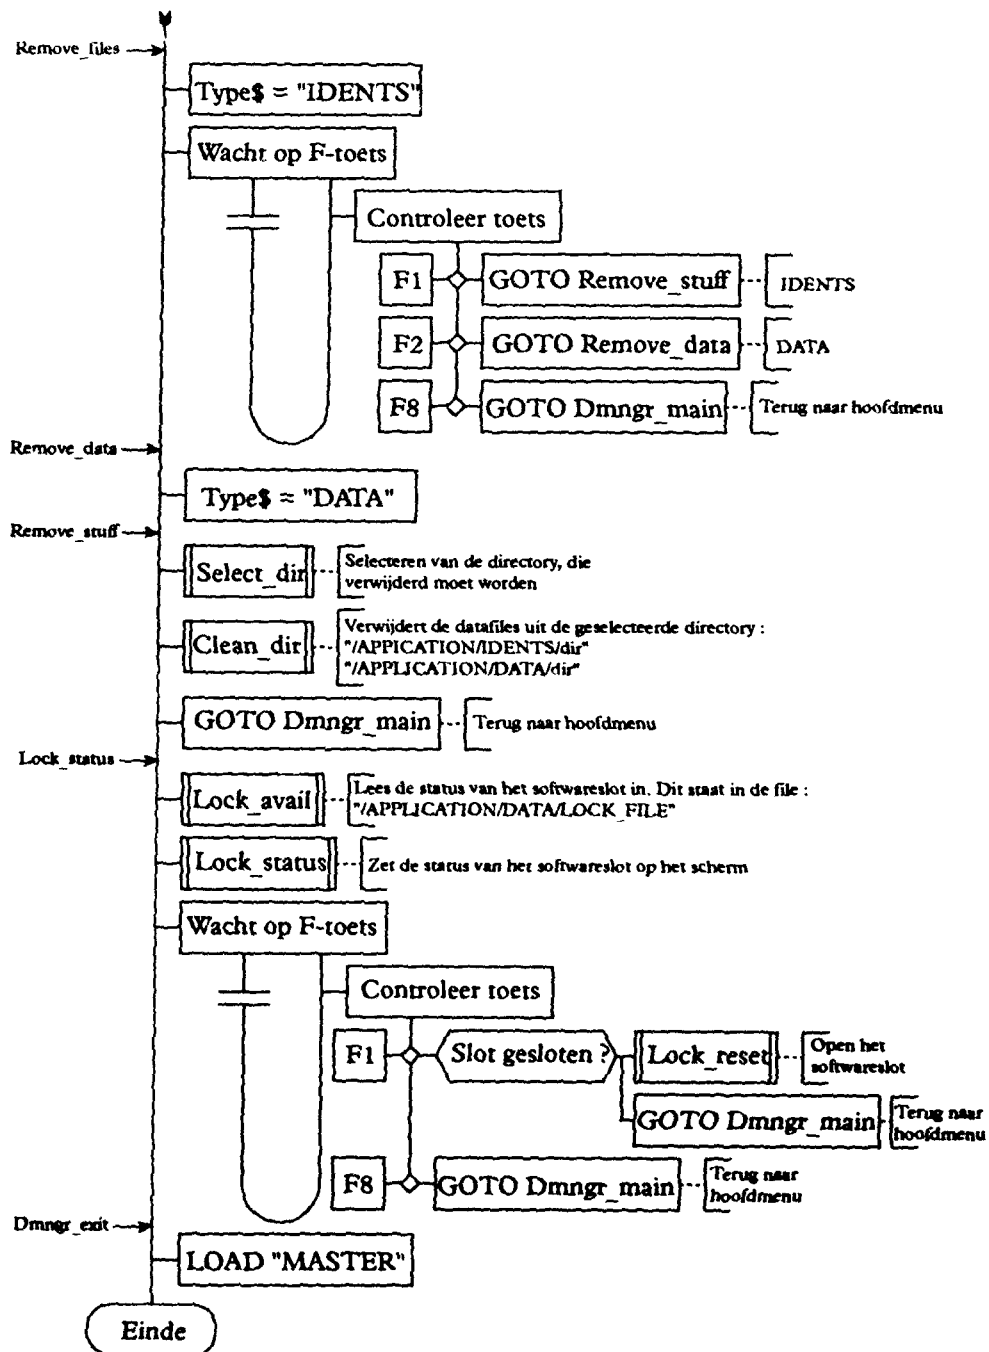 Remove_files
Type$ = "IDENTS"
Wacht op F-toets
Controleer toets
F1
GOTO Remove_stuff
IDENTS
F2
GOTO Remove_data
DATA
F8
GOTO Dmngr_main
Terug naar hoofdmenu
Remove_data
Type$ = "DATA"
Remove_stuff
Select_dir
Selecteren van de directory, die
verwijderd moet worden
Clean_dir
Verwijdert de datafiles uit de geselecteerde directory :
"/APPICATION/IDENTS/dir"
"/APPLICATION/DATA/dir"
GOTO Dmngr_main
Terug naar hoofdmenu
Lock_status
Lock_avail
Lees de status van het softwareslot in. Dit staat in de file :
"/APPLICATION/DATA/LOCK_FILE"
Lock_status
Zet de status van het softwareslot op het scherm
Wacht op F-toets
Controleer toets
F1
Slot gesloten ?
Lock_reset
Open het
softwareslot
GOTO Dmngr_main
Terug naar
hoofdmenu
F8
GOTO Dmngr_main
Terug naar
hoofdmenu
Dmngr_exit
LOAD "MASTER"
Einde